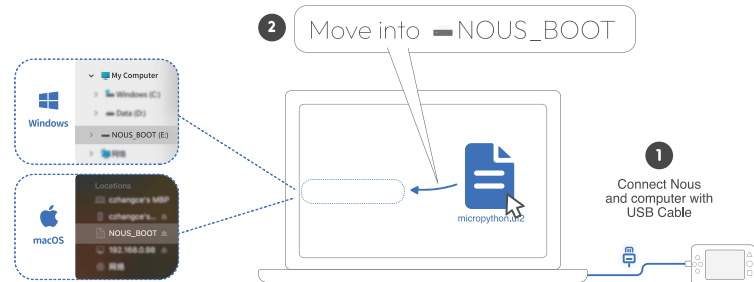 2
Move into NOUS_BOOT
My Computer
Windows (C:)
Data (D:)
NOUS_BOOT (E:)
网络
Windows
Locations
czhangce's MBP
czhangce's...
NOUS_BOOT
192.168.0.98
网络
macOS
micropython.uf2
1
Connect Nous
and computer with
USB Cable